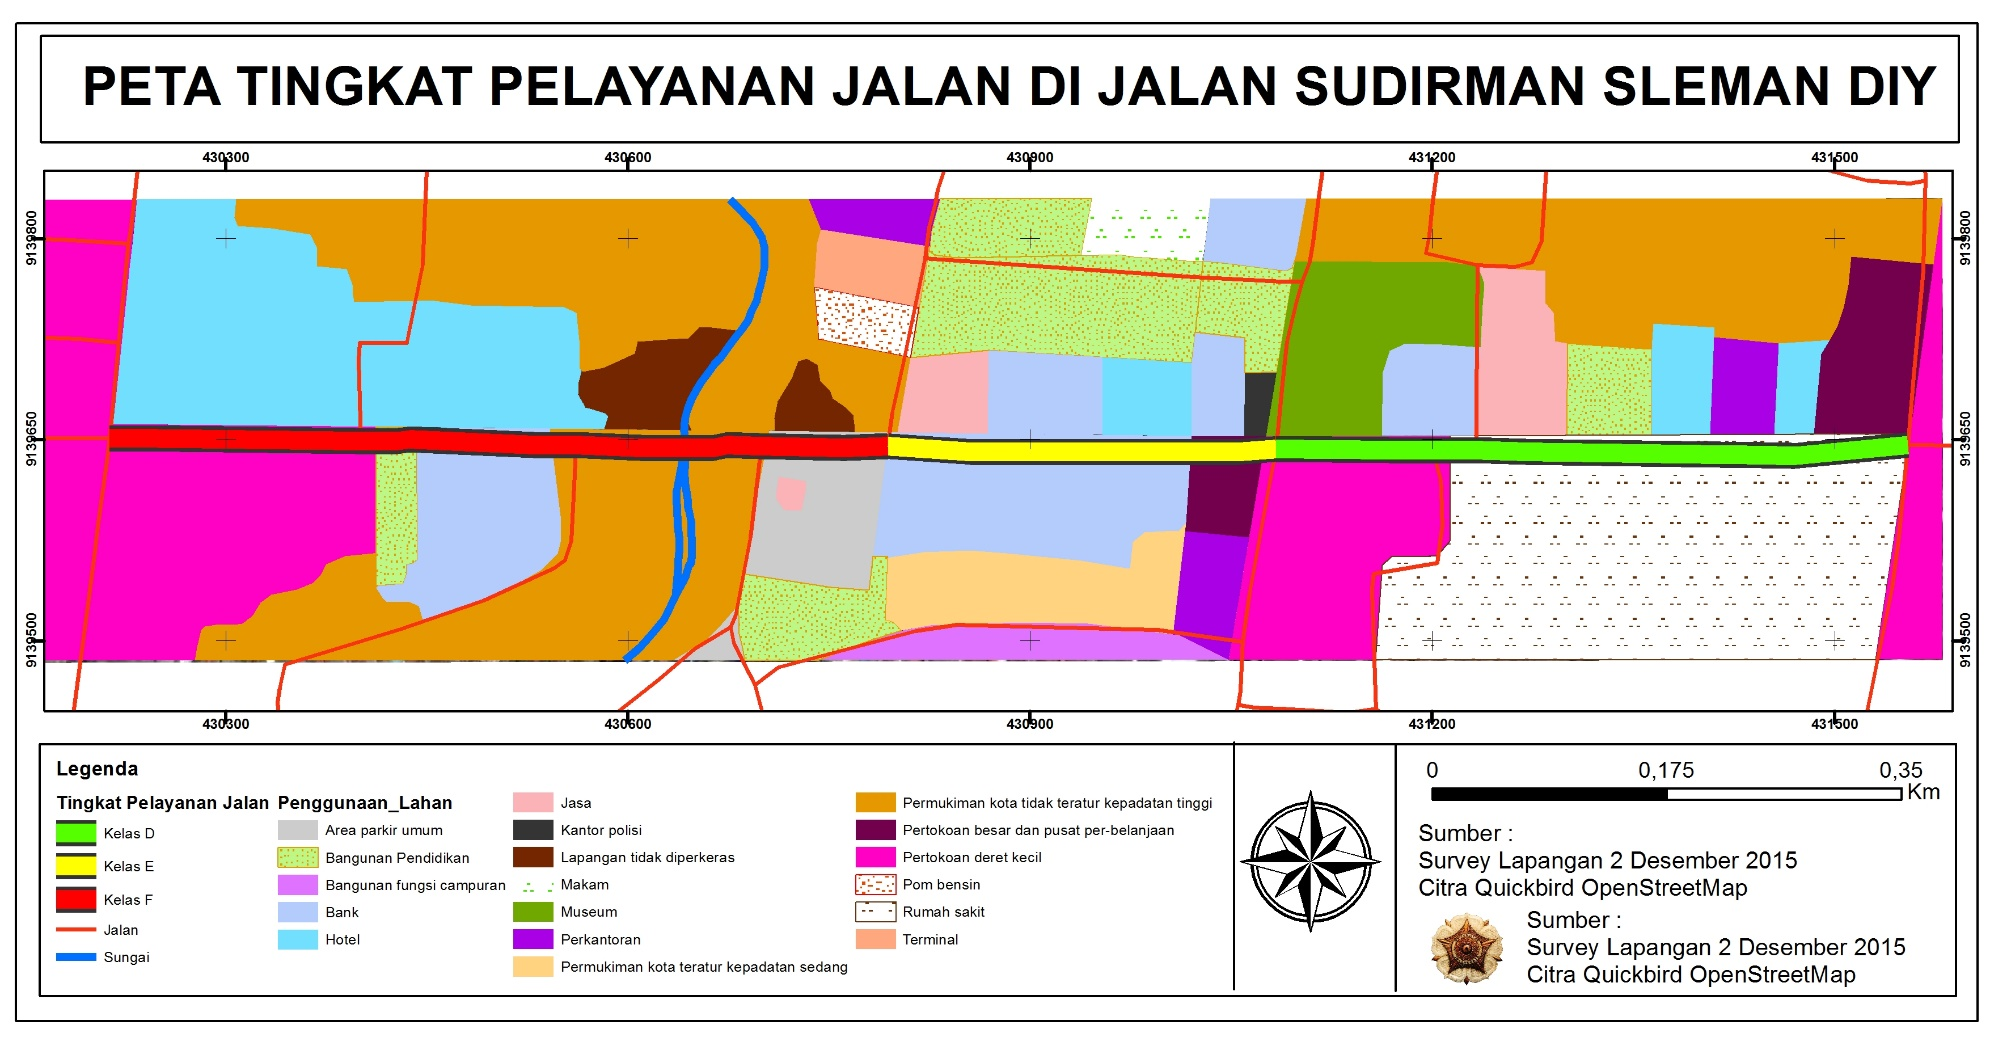 PETA TINGKAT PELAYANAN JALAN DI JALAN SUDIRMAN SLEMAN DIY
430300 430600 430900 431200 431500
9139800 9139800
9139650 9139650
9139500 9139500
430300 430600 430900 431200 431500
Legenda
Tingkat Pelayanan Jalan
Kelas D
Kelas E
Kelas F
Jalan
Sungai
Penggunaan_Lahan
Area parkir umum
Bangunan Pendidikan
Bangunan fungsi campuran
Bank
Hotel
Jasa
Kantor polisi
Lapangan tidak diperkeras
Makam
Museum
Perkantoran
Permukiman kota teratur kepadatan sedang
Permukiman kota tidak teratur kepadatan tinggi
Pertokoan besar dan pusat per-belanjaan
Pertokoan deret kecil
Pom bensin
Rumah sakit
Terminal
0 0,175 0,35
Km
Sumber :
Survey Lapangan 2 Desember 2015
Citra Quickbird OpenStreetMap
Sumber :
Survey Lapangan 2 Desember 2015
Citra Quickbird OpenStreetMap